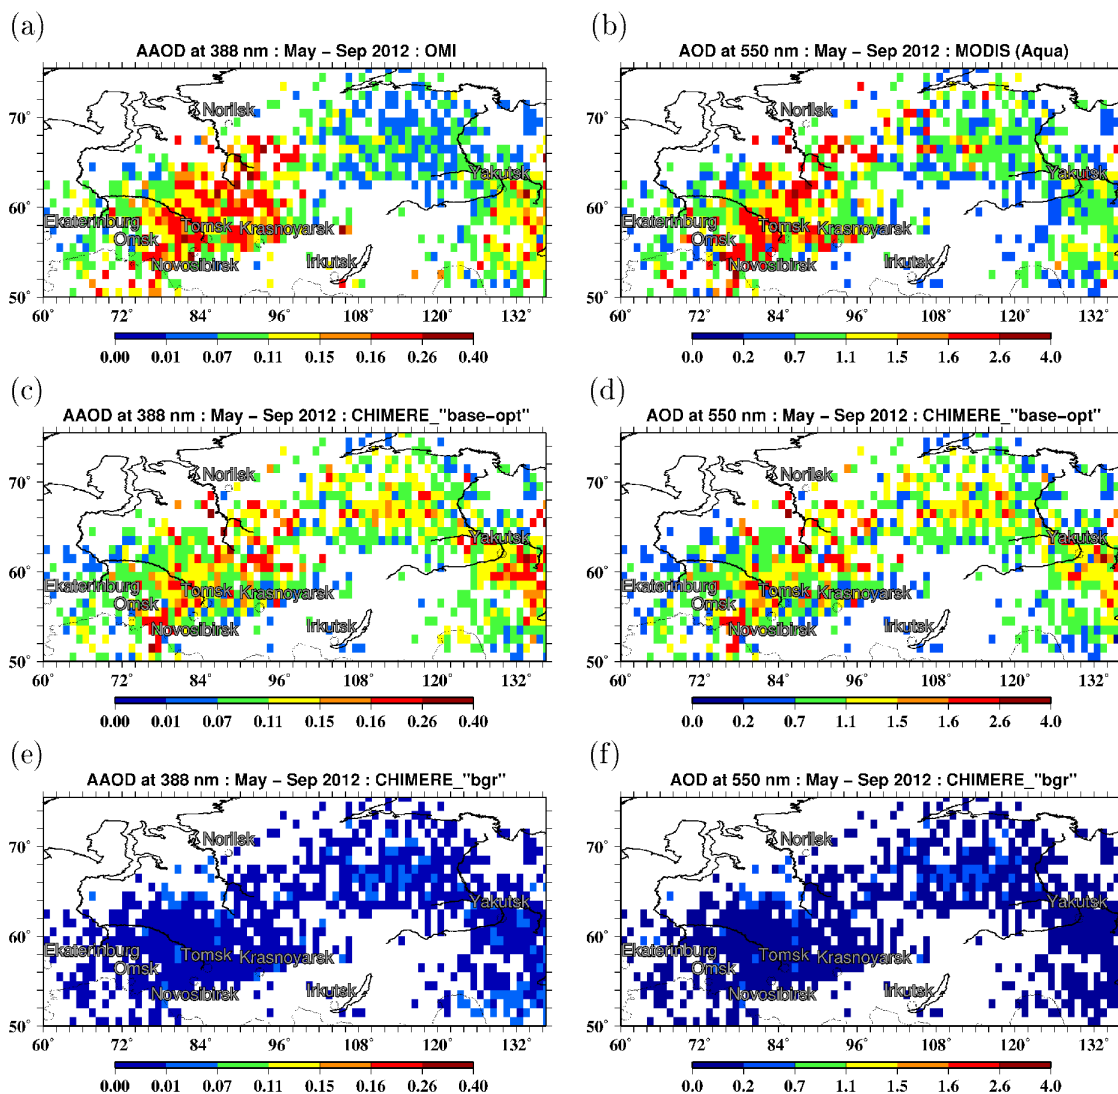 (a)
AAOD at 388 nm : May – Sep 2012 : OMI
70°
60°
50°
Norilsk
Yakutsk
Ekaterinburg
Tomsk
Krasnoyarsk
Omsk
Novosibirsk
Irkutsk
60° 72° 84° 96° 108° 120° 132°
0.00 0.01 0.07 0.11 0.15 0.16 0.26 0.40
(b)
AOD at 550 nm : May – Sep 2012 : MODIS (Aqua)
70°
60°
50°
Norilsk
Yakutsk
Ekaterinburg
Tomsk
Krasnoyarsk
Omsk
Novosibirsk
Irkutsk
60° 72° 84° 96° 108° 120° 132°
0.0 0.2 0.7 1.1 1.5 1.6 2.6 4.0
(c)
AAOD at 388 nm : May – Sep 2012 : CHIMERE_"base–opt"
70°
60°
50°
Norilsk
Yakutsk
Ekaterinburg
Tomsk
Krasnoyarsk
Omsk
Novosibirsk
Irkutsk
60° 72° 84° 96° 108° 120° 132°
0.00 0.01 0.07 0.11 0.15 0.16 0.26 0.40
(d)
AOD at 550 nm : May – Sep 2012 : CHIMERE_"base–opt"
70°
60°
50°
Norilsk
Yakutsk
Ekaterinburg
Tomsk
Krasnoyarsk
Omsk
Novosibirsk
Irkutsk
60° 72° 84° 96° 108° 120° 132°
0.0 0.2 0.7 1.1 1.5 1.6 2.6 4.0
(e)
AAOD at 388 nm : May – Sep 2012 : CHIMERE_"bgr"
70°
60°
50°
Norilsk
Yakutsk
Ekaterinburg
Tomsk
Krasnoyarsk
Omsk
Novosibirsk
Irkutsk
60° 72° 84° 96° 108° 120° 132°
0.00 0.01 0.07 0.11 0.15 0.16 0.26 0.40
(f)
AOD at 550 nm : May – Sep 2012 : CHIMERE_"bgr"
70°
60°
50°
Norilsk
Yakutsk
Ekaterinburg
Tomsk
Krasnoyarsk
Omsk
Novosibirsk
Irkutsk
60° 72° 84° 96° 108° 120° 132°
0.0 0.2 0.7 1.1 1.5 1.6 2.6 4.0